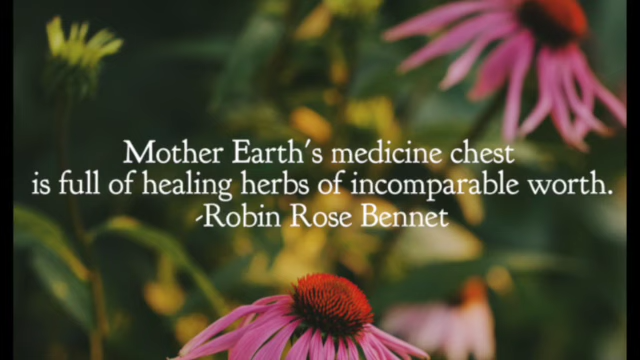 Mother Earth's medicine chest
is full of healing herbs of incomparable worth.
-Robin Rose Bennet